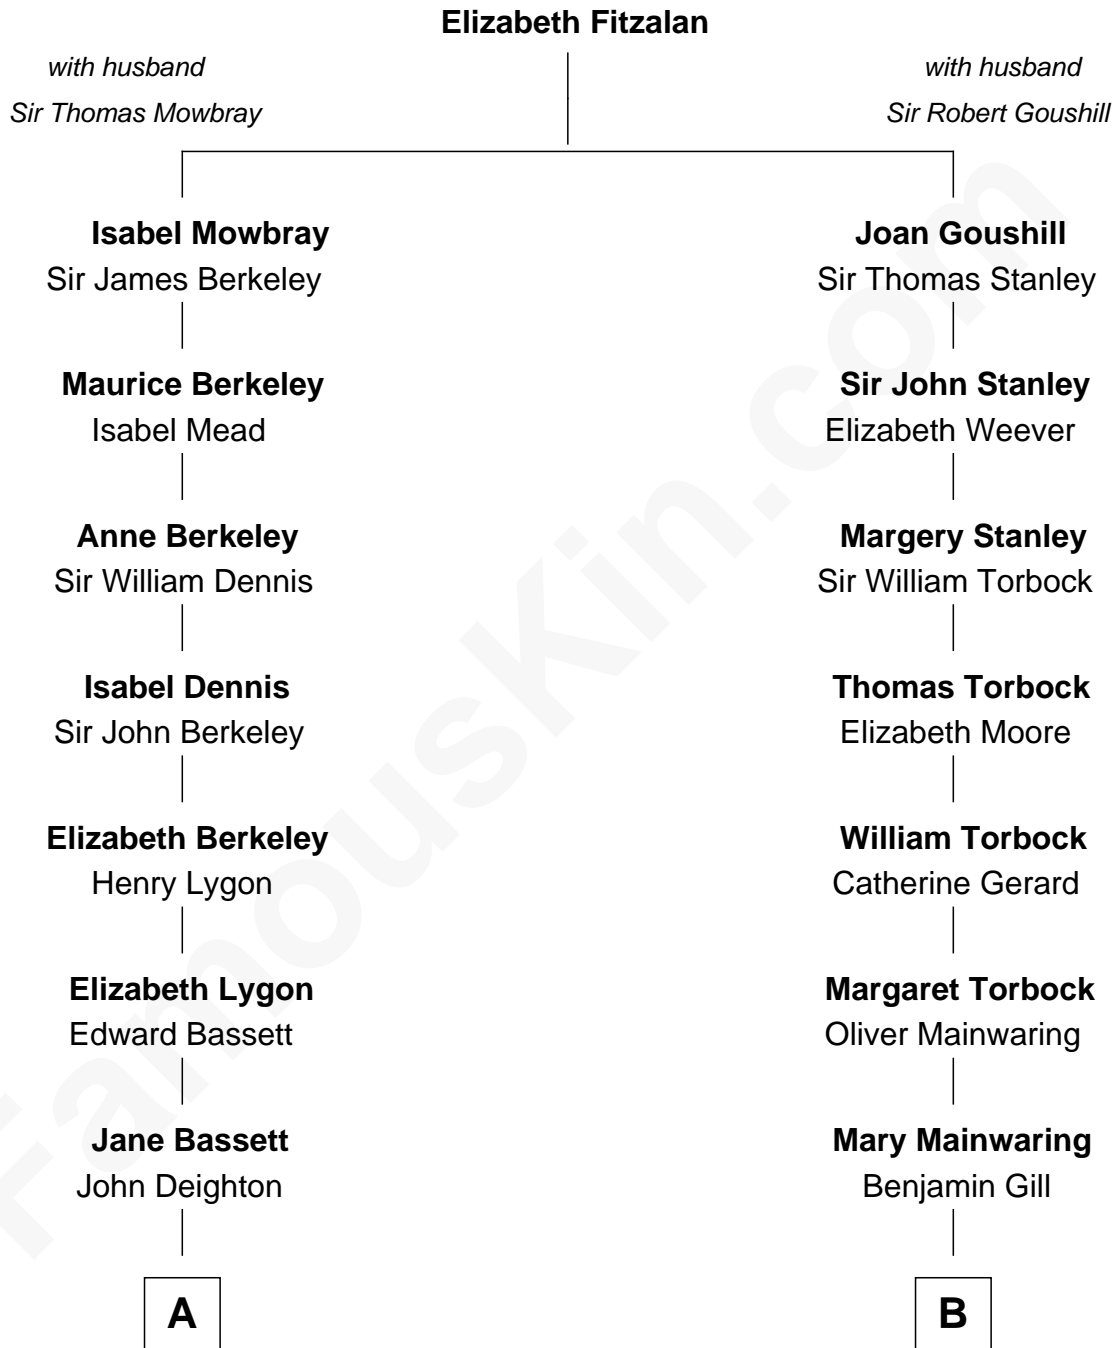 Elizabeth Fitzalan
with husband
Sir Thomas Mowbray
with husband
Sir Robert Goushill
Isabel Mowbray
Sir James Berkeley
Joan Goushill
Sir Thomas Stanley
Maurice Berkeley
Isabel Mead
Sir John Stanley
Elizabeth Weever
Anne Berkeley
Sir William Dennis
Margery Stanley
Sir William Torbock
Isabel Dennis
Sir John Berkeley
Thomas Torbock
Elizabeth Moore
Elizabeth Berkeley
Henry Lygon
William Torbock
Catherine Gerard
Elizabeth Lygon
Edward Bassett
Margaret Torbock
Oliver Mainwaring
Jane Bassett
John Deighton
Mary Mainwaring
Benjamin Gill
A
B
FamousKin.com